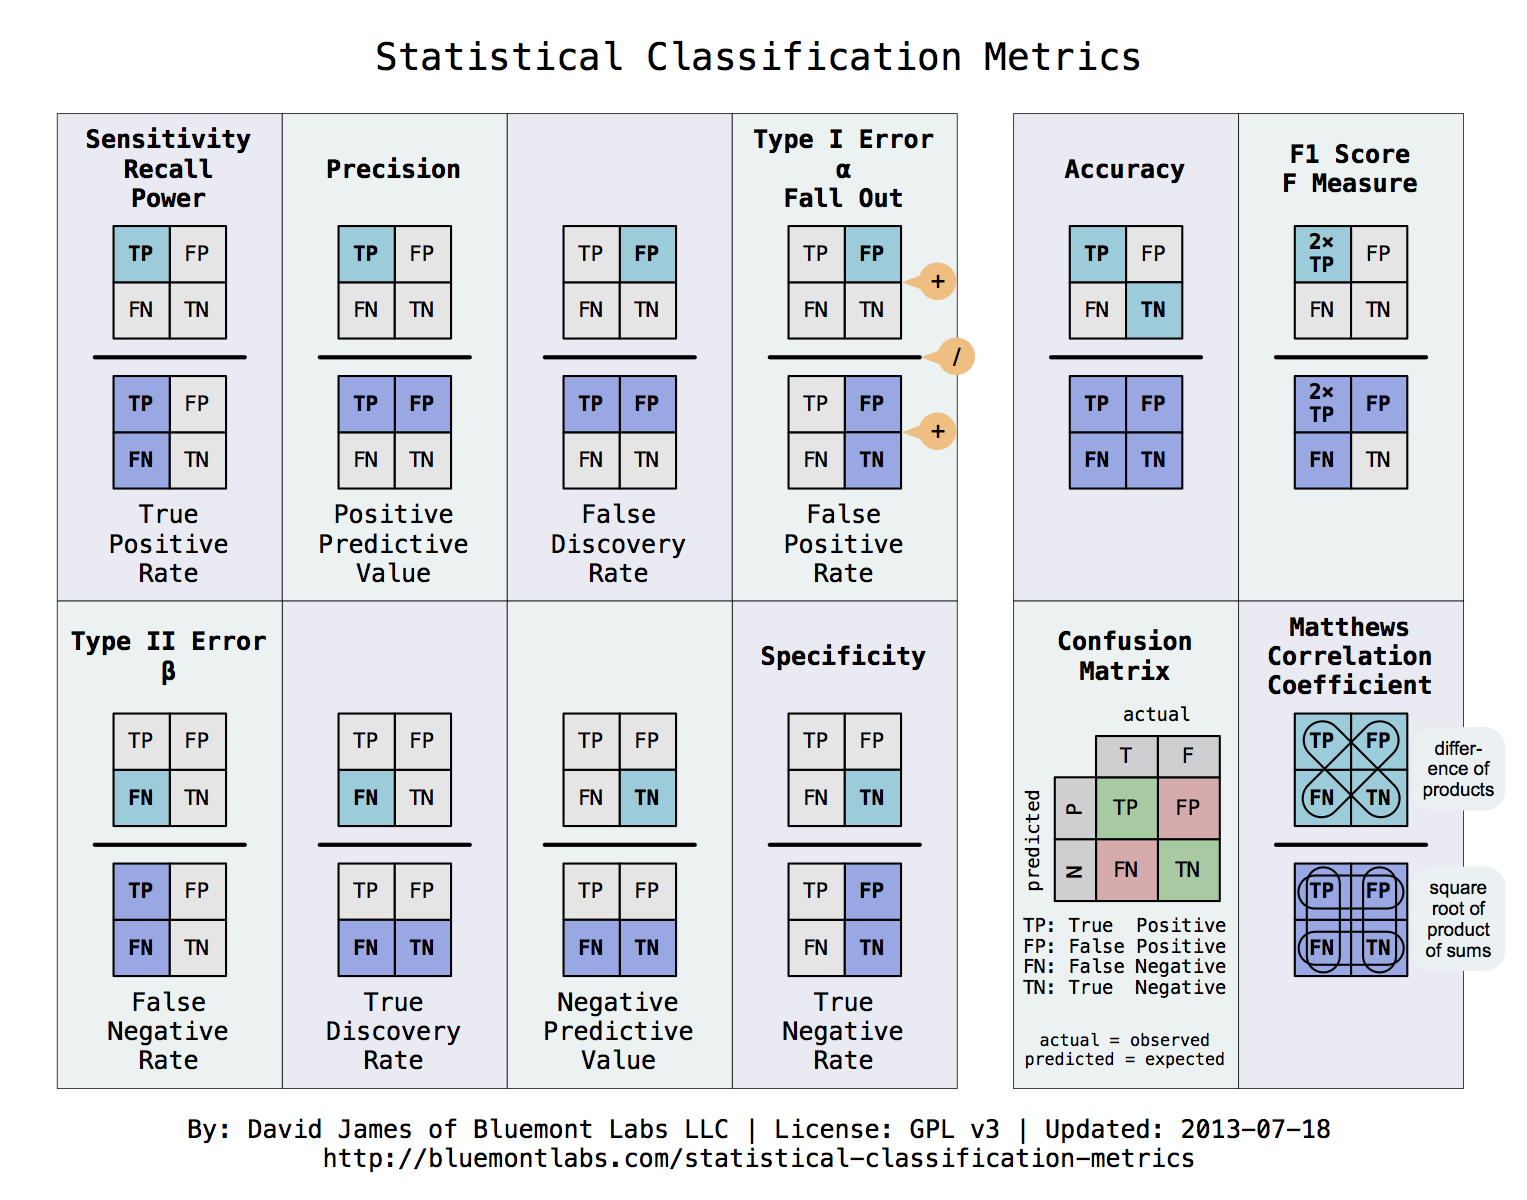 Statistical Classification Metrics
Sensitivity
Recall
Power
TP FP
FN TN
TP FP
FN TN
True
Positive
Rate
Precision
TP FP
FN TN
TP FP
FN TN
Positive
Predictive
Value
TP FP
FN TN
TP FP
FN TN
False
Discovery
Rate
Type I Error
α
Fall Out
TP FP
+
FN TN
/
TP FP
+
FN TN
False
Positive
Rate
Type II Error
β
TP FP
FN TN
TP FP
FN TN
False
Negative
Rate
TP FP
FN TN
TP FP
FN TN
True
Discovery
Rate
TP FP
FN TN
TP FP
FN TN
Negative
Predictive
Value
Specificity
TP FP
FN TN
TP FP
FN TN
True
Negative
Rate
Accuracy
TP FP
FN TN
TP FP
FN TN
F1 Score
F Measure
2×
TP FP
FN TN
2×
TP FP
FN TN
Confusion
Matrix
actual
T F
predicted
P TP FP
N FN TN
TP: True Positive
FP: False Positive
FN: False Negative
TN: True Negative
actual = observed
predicted = expected
Matthews
Correlation
Coefficient
TP FP
FN TN
differ-
ence of
products
TP FP
FN TN
square
root of
product
of sums
By: David James of Bluemont Labs LLC | License: GPL v3 | Updated: 2013-07-18
http://bluemontlabs.com/statistical-classification-metrics